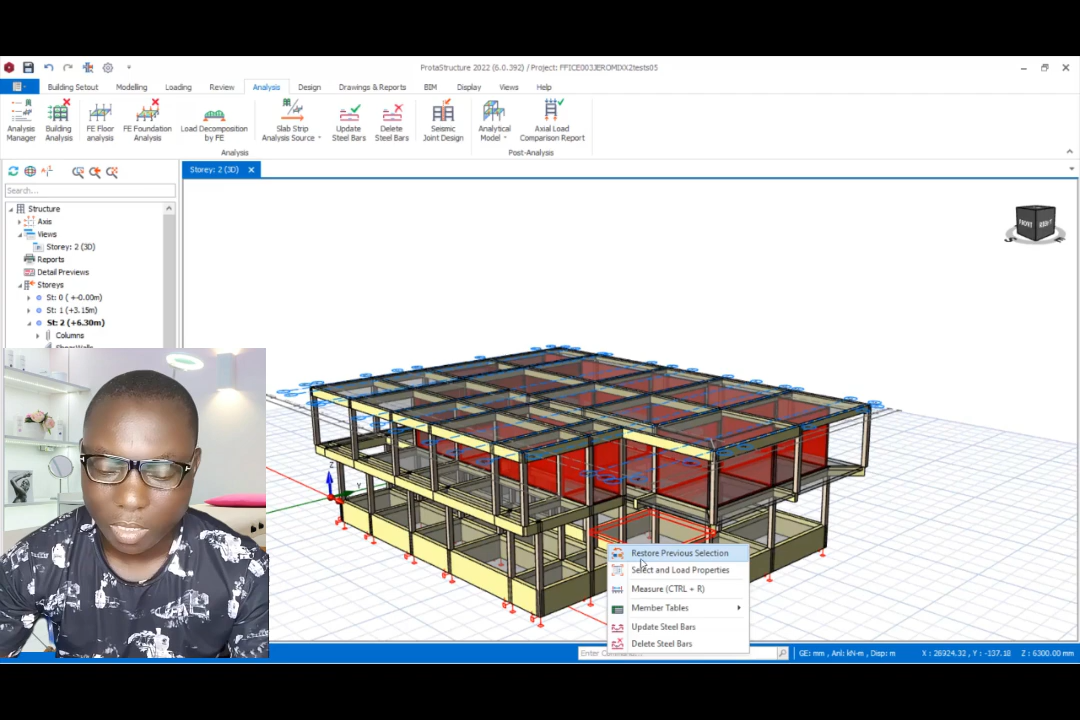 ProtaStructure 2022 (6.0.392) / Project: FPICE003JEROMIXX2tests05
Building Setout Modelling Loading Review Analysis Design Drawings & Reports BIM Display Views Help
Analysis Manager
Building Analysis
FE Floor analysis
FE Foundation Analysis
Load Decomposition by FE
Slab Strip Analysis Source
Update Steel Bars
Delete Steel Bars
Seismic Joint Design
Analytical Model
Axial Load Comparison Report
Analysis
Post-Analysis
Storey: 2 (3D)
Search...
Structure
Axis
Views
Storey: 2 (3D)
Reports
Detail Previews
Storeys
St: 0 ( +-0.00m)
St: 1 (+3.15m)
St: 2 (+6.30m)
Columns
ShearWalls
FRONT
RIGHT
Z
Y
Restore Previous Selection
Select and Load Properties
Measure (CTRL + R)
Member Tables
Update Steel Bars
Delete Steel Bars
GE: mm , Anl: kN-m , Disp: m
X : 26924.32 , Y : -137.18
Z : 6300.00 mm